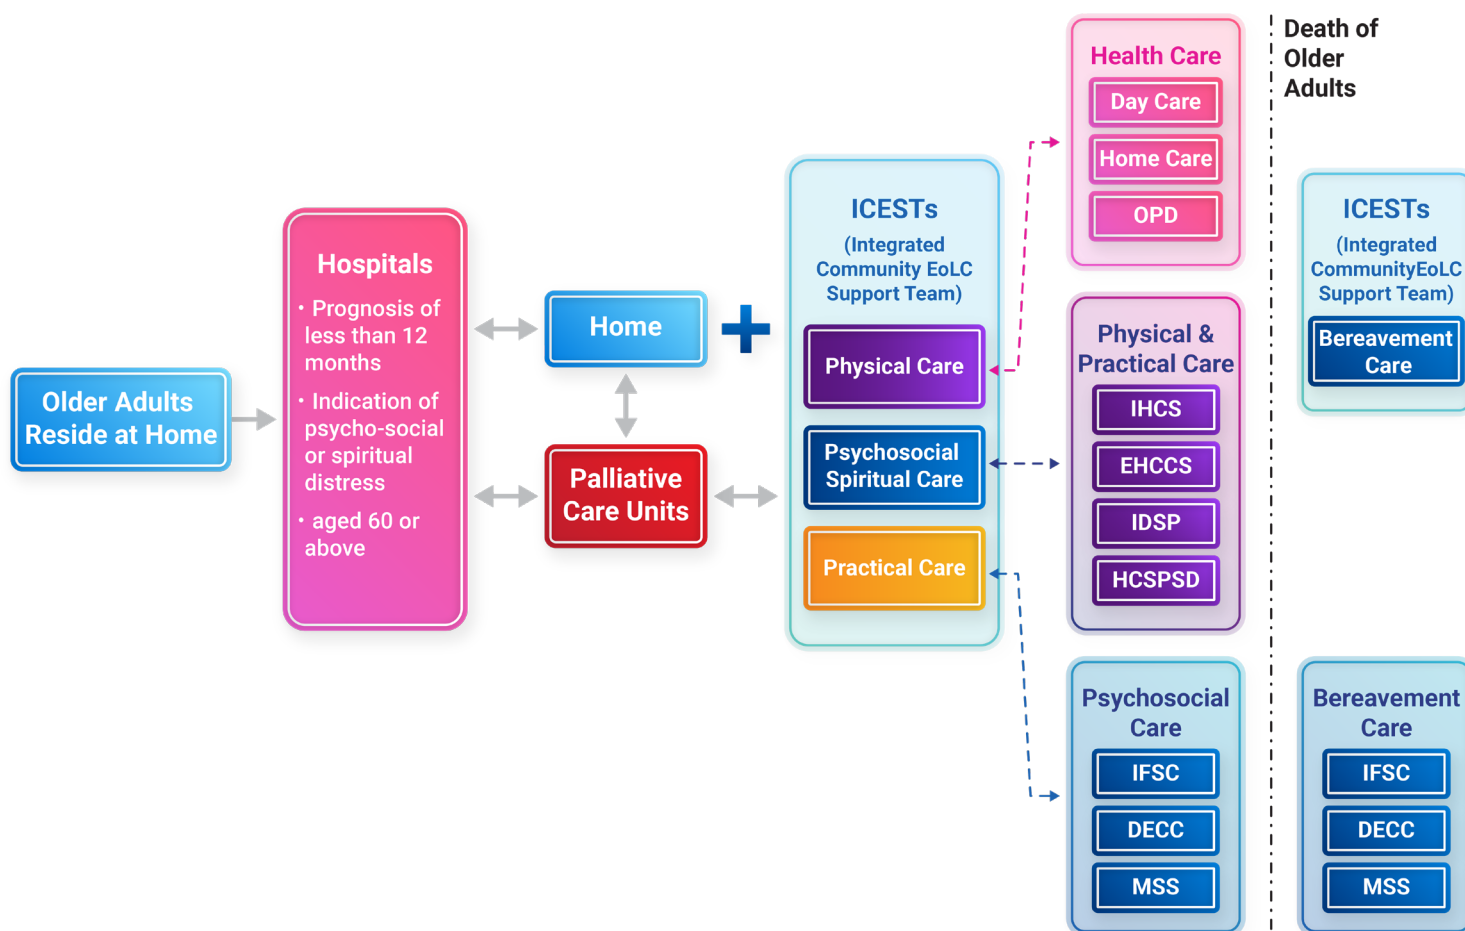 Older Adults
Reside at Home
Hospitals
· Prognosis of
less than 12
months
· Indication of
psycho-social
or spiritual
distress
· aged 60 or
above
Home
Palliative
Care Units
ICESTs
(Integrated
Community EoLC
Support Team)
Physical Care
Psychosocial
Spiritual Care
Practical Care
Health Care
Day Care
Home Care
OPD
Physical &
Practical Care
IHCS
EHCCS
IDSP
HCSPSD
Psychosocial
Care
IFSC
DECC
MSS
Death of
Older
Adults
ICESTs
(Integrated
CommunityEoLC
Support Team)
Bereavement
Care
Bereavement
Care
IFSC
DECC
MSS